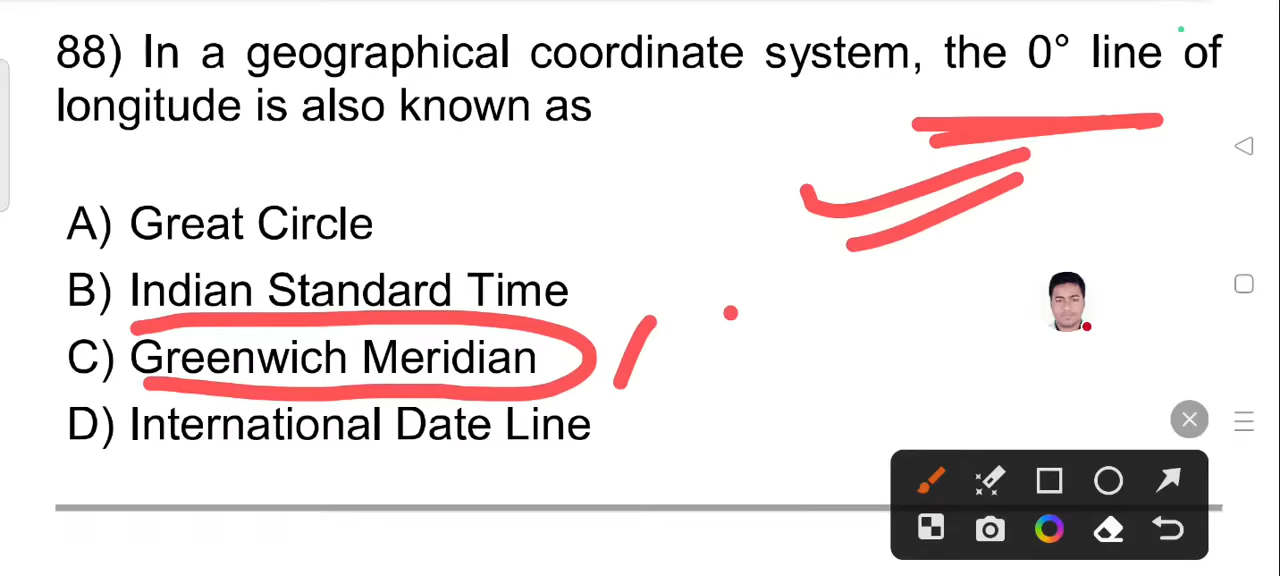 88) In a geographical coordinate system, the 0° line of
longitude is also known as
A) Great Circle
B) Indian Standard Time
C) Greenwich Meridian
D) International Date Line